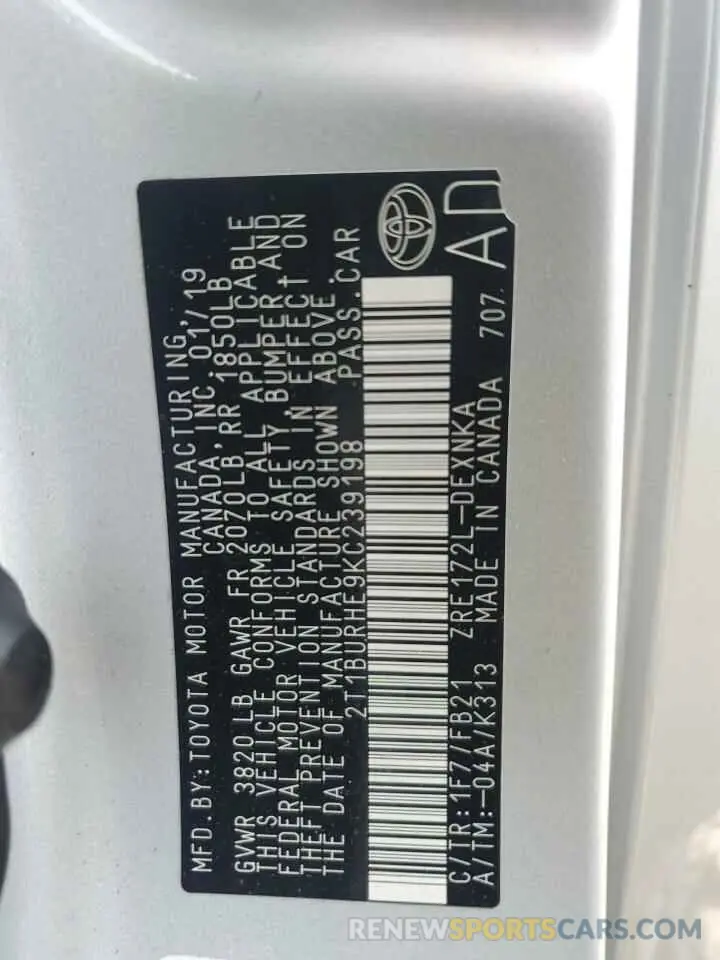 MFD.BY:TOYOTA MOTOR MANUFACTURING,
CANADA, INC. 01/19
GVWR 3820 LB GAWR FR 2070LB, RR 1850LB
THIS VEHICLE CONFORMS TO ALL APPLICABLE
FEDERAL MOTOR VEHICLE SAFETY, BUMPER, AND
THEFT PREVENTION STANDARDS IN EFFECT ON
THE DATE OF MANUFACTURE SHOWN ABOVE.
2T1BURHE9KC239198 PASS.CAR
C/TR:1F7/FB21 ZRE172L-DEXNKA
A/TM:-04A/K313 MADE IN CANADA 707.
AD
RENEWSPORTSCARS.COM